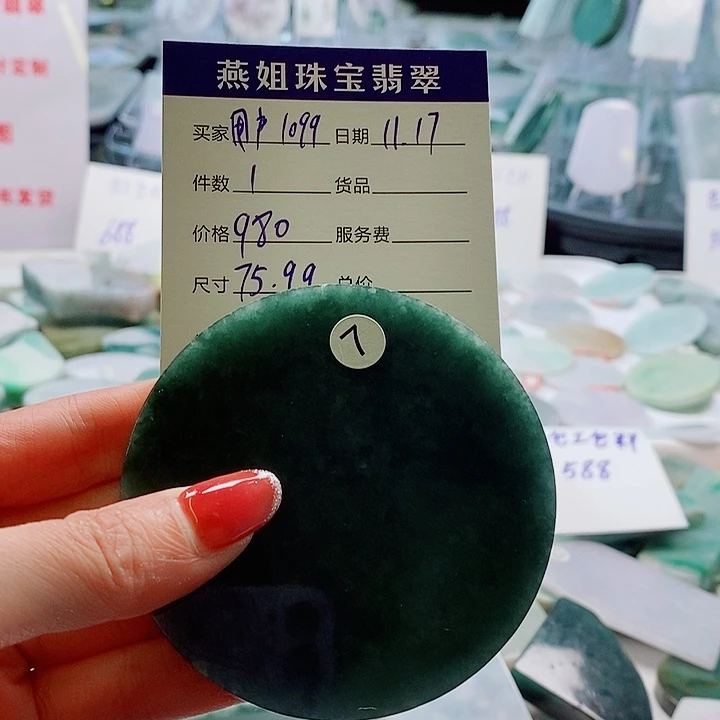 燕姐珠宝翡翠
买家 用户1099 日期 11.17
件数 1 货品
价格 980 服务费
尺寸 75.99 总价
7
588